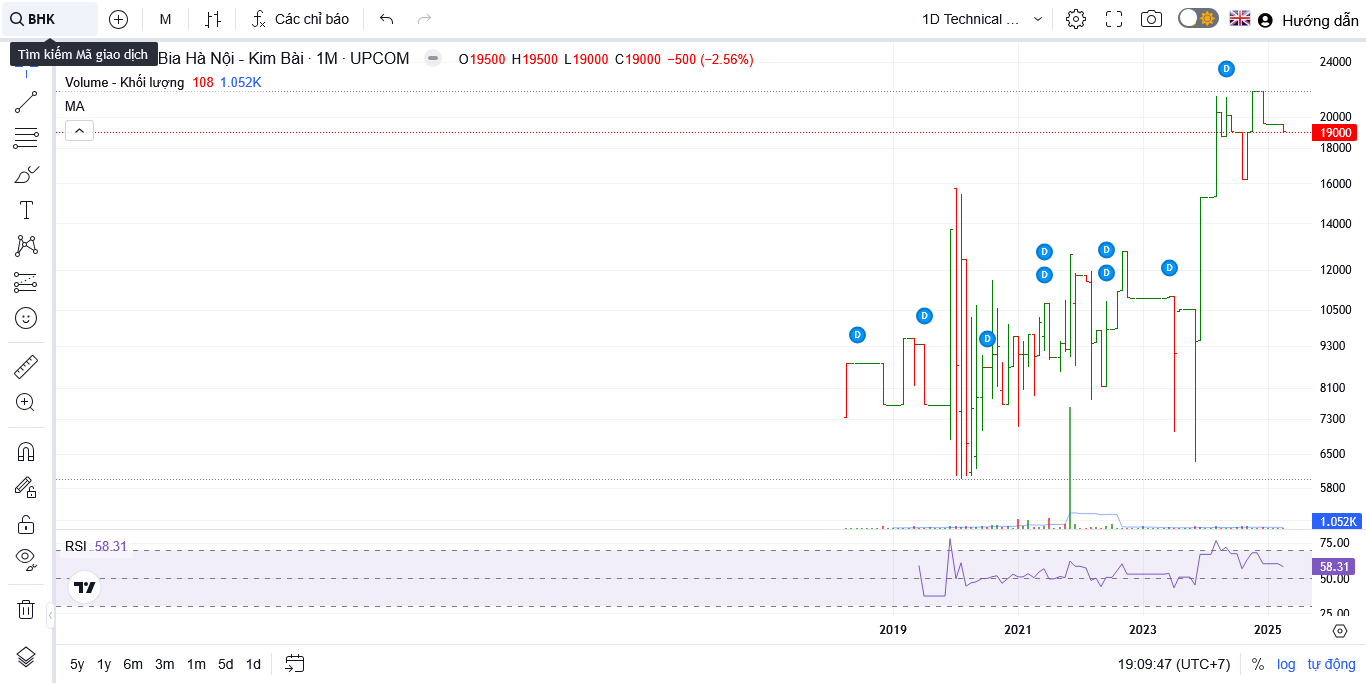 BHK
M
Các chỉ báo
1D Technical ...
Hướng dẫn
Tìm kiếm Mã giao dịch
Bia Hà Nội - Kim Bài · 1M · UPCOM
O19500 H19500 L19000 C19000 −500 (−2.56%)
Volume - Khối lượng 108 1.052K
MA
D
D
D
D
D
D
D
D
D
D
24000
20000
19000
18000
16000
14000
12000
10500
9300
8100
7300
6500
5800
1.052K
RSI 58.31
75.00
58.31
50.00
25.00
2019 2021 2023 2025
5y 1y 6m 3m 1m 5d 1d
19:09:47 (UTC+7) % log tự động